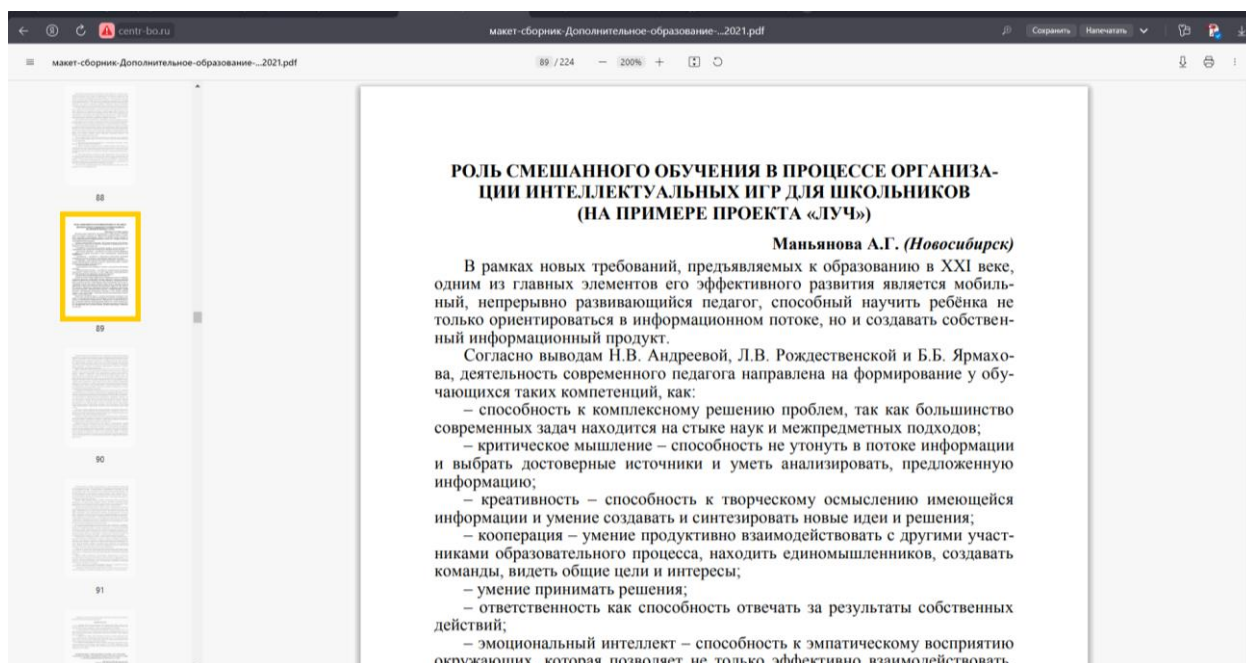 centr-bo.ru
макет-сборник-Дополнительное-образование-...2021.pdf
Сохранить
Напечатать
макет-сборник-Дополнительное-образование-...2021.pdf
89 / 224
200%
88
89
90
91
РОЛЬ СМЕШАННОГО ОБУЧЕНИЯ В ПРОЦЕССЕ ОРГАНИЗА-
ЦИИ ИНТЕЛЛЕКТУАЛЬНЫХ ИГР ДЛЯ ШКОЛЬНИКОВ
(НА ПРИМЕРЕ ПРОЕКТА «ЛУЧ»)
Маньянова А.Г. (Новосибирск)
В рамках новых требований, предъявляемых к образованию в XXI веке,
одним из главных элементов его эффективного развития является мобиль-
ный, непрерывно развивающийся педагог, способный научить ребёнка не
только ориентироваться в информационном потоке, но и создавать собствен-
ный информационный продукт.
Согласно выводам Н.В. Андреевой, Л.В. Рождественской и Б.Б. Ярмахо-
ва, деятельность современного педагога направлена на формирование у обу-
чающихся таких компетенций, как:
– способность к комплексному решению проблем, так как большинство
современных задач находится на стыке наук и межпредметных подходов;
– критическое мышление – способность не утонуть в потоке информации
и выбрать достоверные источники и уметь анализировать, предложенную
информацию;
– креативность – способность к творческому осмыслению имеющейся
информации и умение создавать и синтезировать новые идеи и решения;
– кооперация – умение продуктивно взаимодействовать с другими участ-
никами образовательного процесса, находить единомышленников, создавать
команды, видеть общие цели и интересы;
– умение принимать решения;
– ответственность как способность отвечать за результаты собственных
действий;
– эмоциональный интеллект – способность к эмпатическому восприятию
окружающих, которая позволяет не только эффективно взаимодействовать,